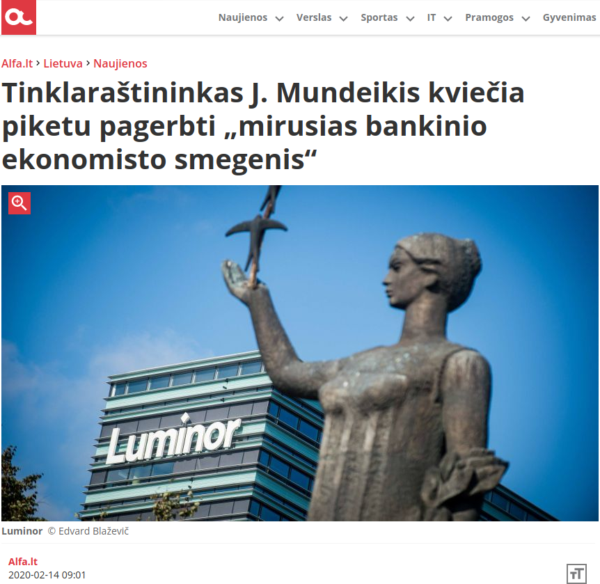 Naujienos Verslas Sportas IT Pramogos Gyvenimas
Alfa.lt › Lietuva › Naujienos
Tinklaraštininkas J. Mundeikis kviečia
piketu pagerbti „mirusias bankinio
ekonomisto smegenis“
Luminor
Luminor © Edvard Blaževič
Alfa.lt
2020-02-14 09:01
TT